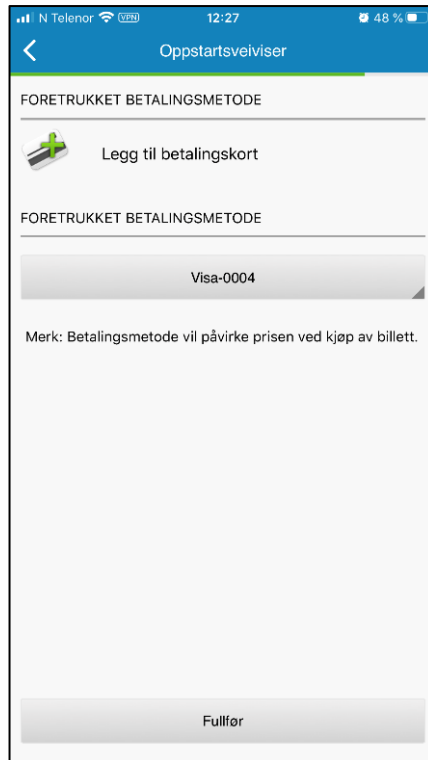 N Telenor VPN 12:27 48 %
Oppstartsveiviser
FORETRUKKET BETALINGSMETODE
Legg til betalingskort
FORETRUKKET BETALINGSMETODE
Visa-0004
Merk: Betalingsmetode vil påvirke prisen ved kjøp av billett.
Fullfør